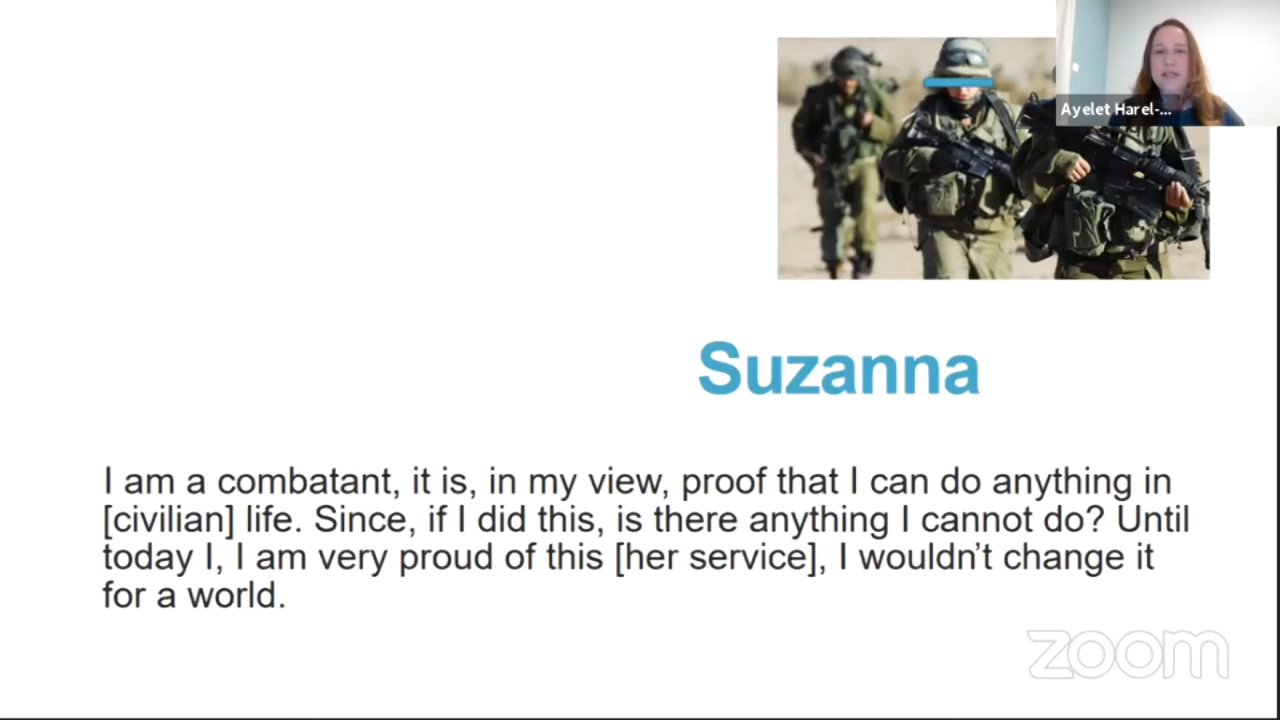 Ayelet Harel-...
Suzanna
I am a combatant, it is, in my view, proof that I can do anything in
[civilian] life. Since, if I did this, is there anything I cannot do? Until
today I, I am very proud of this [her service], I wouldn’t change it
for a world.
zoom